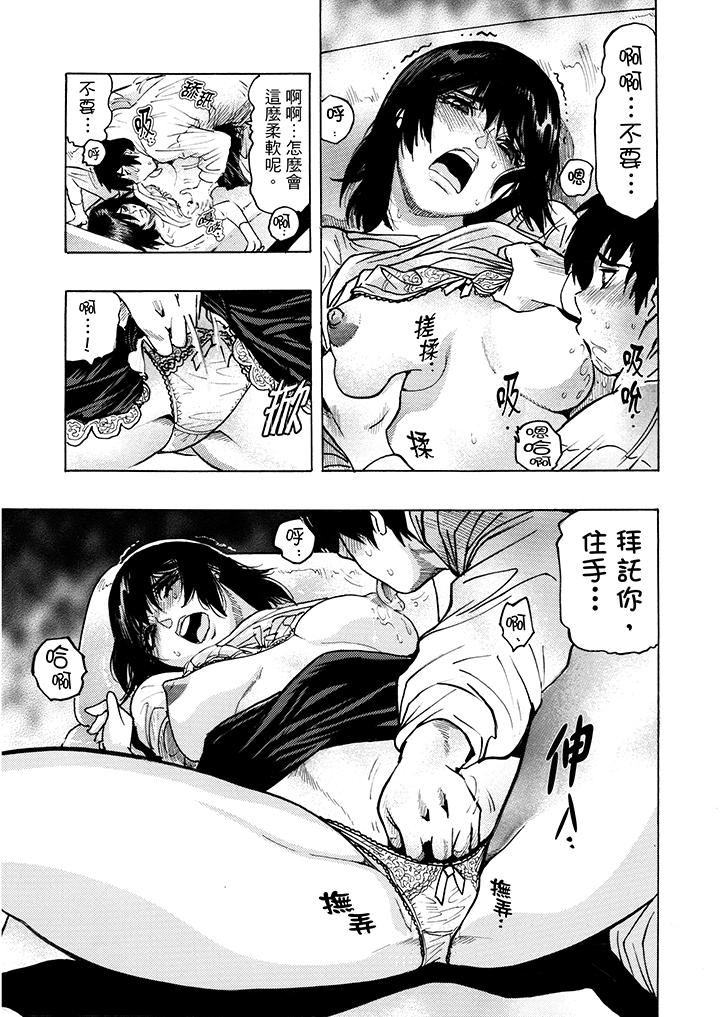 啊啊…不要…
呼…
嗯…
搓揉…
揉
吸…
吸吮…
嗯哈啊
啊啊…怎麼會
這麼柔軟呢。
舔舐
不要…
吸
呼
啊…
啊…！
拜託你，
住手…
呼…
啊…
哈啊
伸入
撫弄…
撫弄…